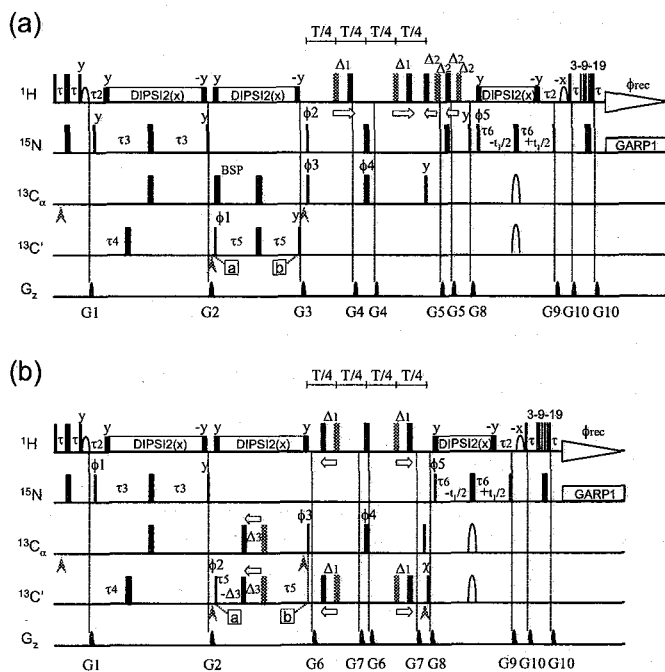 (a)
T/4 T/4 T/4 T/4
y y -y y -y Δ1 Δ1 Δ2 Δ2 Δ2 Δ2 y -y -x 3-9-19
¹H τ τ τ2 DIPSI2(x) DIPSI2(x) DIPSI2(x) τ2 τ τ ϕrec
ϕ2 y ϕ5
¹⁵N y τ3 τ3 y τ6 -t₁/2 τ6 +t₁/2 GARP1
BSP ϕ3 ϕ4 y
¹³Cα
ϕ1 y
¹³C' τ4 τ5 τ5
a b
Gz
G1 G2 G3 G4 G4 G5 G5 G8 G9 G10 G10
(b)
T/4 T/4 T/4 T/4
y y -y y y Δ1 Δ1 y -y -x 3-9-19
¹H τ τ τ2 DIPSI2(x) DIPSI2(x) DIPSI2(x) τ2 τ τ ϕrec
ϕ1 y ϕ5
¹⁵N τ3 τ3 τ6 -t₁/2 τ6 +t₁/2 GARP1
ϕ3 ϕ4
¹³Cα Δ3
ϕ2 Δ1 Δ1 χ
¹³C' τ4 τ5 -Δ3 Δ3 τ5
a b
Gz
G1 G2 G6 G7 G6 G7 G8 G9 G10 G10